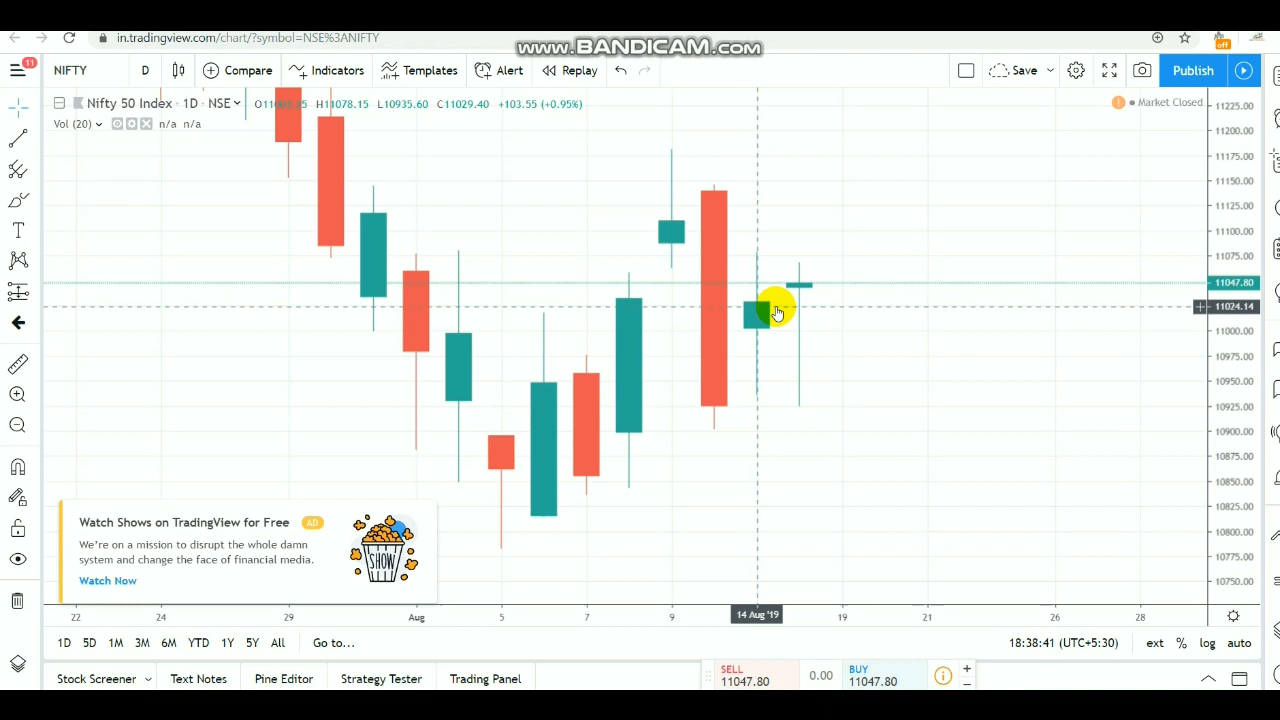 in.tradingview.com/chart/?symbol=NSE%3ANIFTY
www.BANDICAM.com
off
11
NIFTY D Compare Indicators Templates Alert Replay Save Publish
Nifty 50 Index · 1D · NSE H11078.15 L10935.60 C11029.40 +103.55 (+0.95%)
Market Closed
Vol (20) n/a n/a
11225.00
11200.00
11175.00
11150.00
11125.00
11100.00
11075.00
11047.80
11024.14
11000.00
10975.00
10950.00
10925.00
10900.00
10875.00
10850.00
10825.00
10800.00
10775.00
10750.00
Watch Shows on TradingView for Free AD
We're on a mission to disrupt the whole damn
system and change the face of financial media.
Watch Now
SHOW
22 24 29 Aug 5 7 9 14 Aug '19 19 21 26 28
1D 5D 1M 3M 6M YTD 1Y 5Y All Go to... 18:38:41 (UTC+5:30) ext % log auto
Stock Screener Text Notes Pine Editor Strategy Tester Trading Panel
SELL
11047.80
0.00
BUY
11047.80